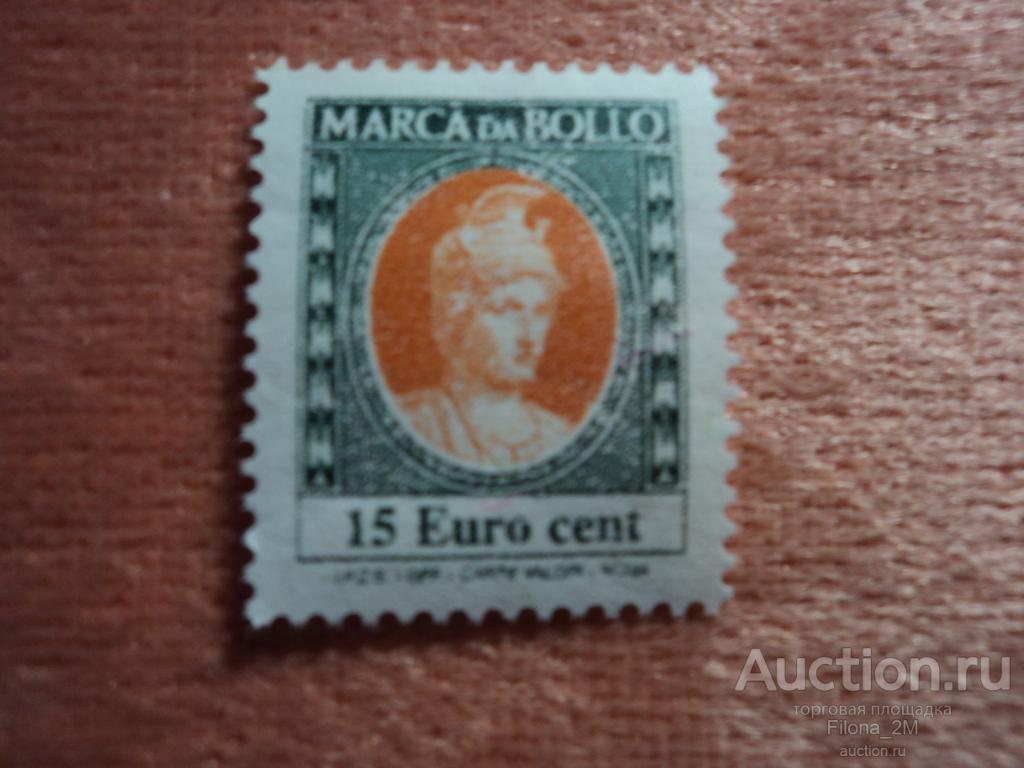 MARCA DA BOLLO
15 Euro cent
Auction.ru
торговая площадка
Filona_2M
auction.ru